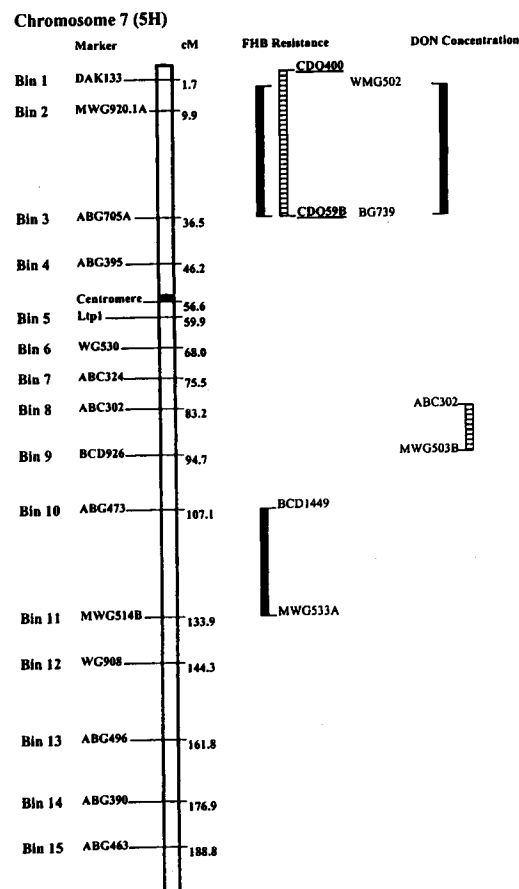 Chromosome 7 (5H)
Marker cM FHB Resistance DON Concentration
CDO400
Bin 1 DAK133 1.7 WMG502
Bin 2 MWG920.1A 9.9
CDO59B BG739
Bin 3 ABG705A 36.5
Bin 4 ABG395 46.2
Centromere 56.6
Bin 5 Ltp1 59.9
Bin 6 WG530 68.0
Bin 7 ABC324 75.5
ABC302
Bin 8 ABC302 83.2
MWG503B
Bin 9 BCD926 94.7
BCD1449
Bin 10 ABG473 107.1
MWG533A
Bin 11 MWG514B 133.9
Bin 12 WG908 144.3
Bin 13 ABG496 161.8
Bin 14 ABG390 176.9
Bin 15 ABG463 188.8